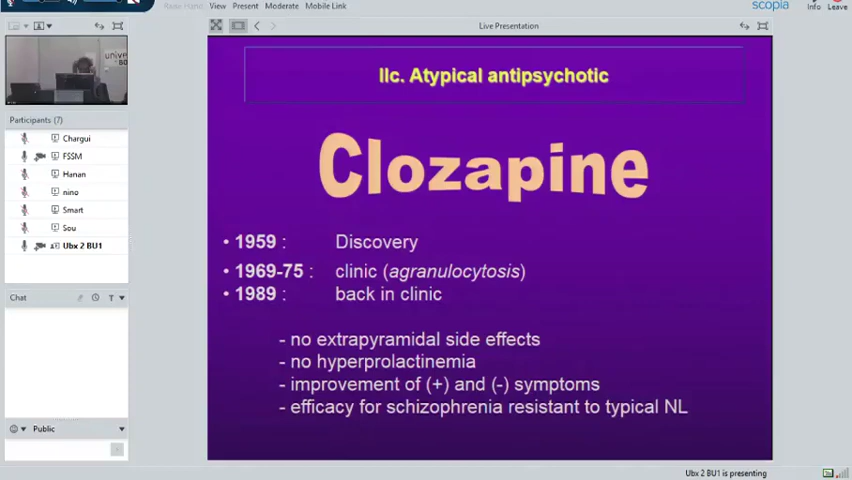 Raise Hand View Present Moderate Mobile Link
scopia
Info Leave
Live Presentation
Participants (7)
Chargui
FSSM
Hanan
nino
Smart
Sou
Ubx 2 BU1
Chat
Public
IIc. Atypical antipsychotic
Clozapine
• 1959 : Discovery
• 1969-75 : clinic (agranulocytosis)
• 1989 : back in clinic
- no extrapyramidal side effects
- no hyperprolactinemia
- improvement of (+) and (-) symptoms
- efficacy for schizophrenia resistant to typical NL
Ubx 2 BU1 is presenting